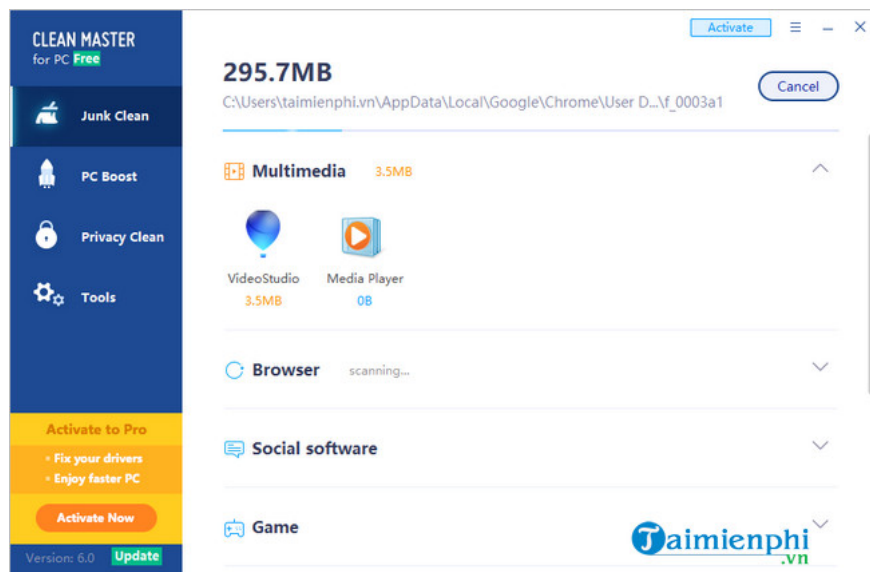 CLEAN MASTER
for PC Free
Junk Clean
PC Boost
Privacy Clean
Tools
Activate to Pro
• Fix your drivers
• Enjoy faster PC
Activate Now
Version: 6.0 Update
Activate
295.7MB
C:\Users\taimienphi.vn\AppData\Local\Google\Chrome\User D...\f_0003a1
Cancel
Multimedia 3.5MB
VideoStudio Media Player
3.5MB 0B
Browser scanning...
Social software
Game
Taimienphi
.vn